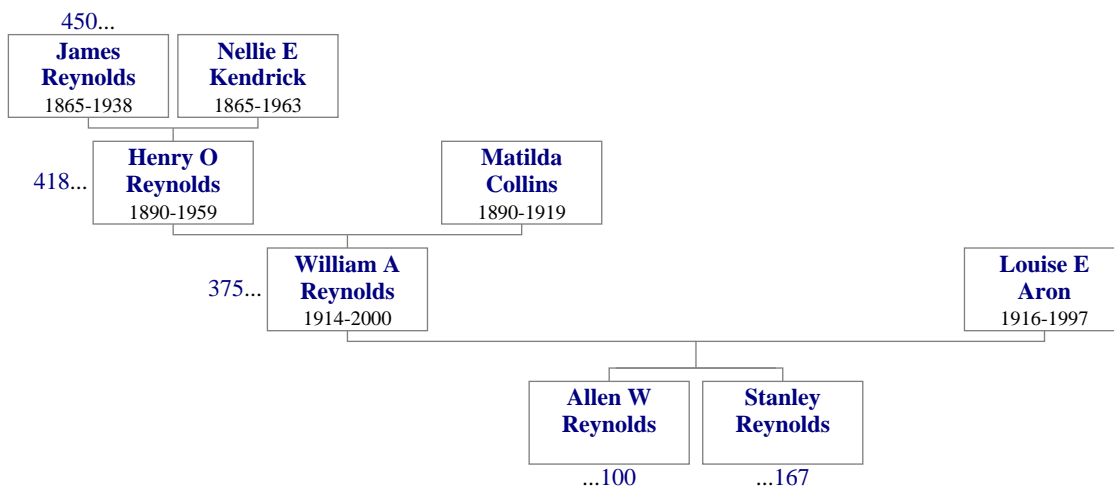 450...
James
Reynolds
1865-1938
Nellie E
Kendrick
1865-1963
418...
Henry O
Reynolds
1890-1959
Matilda
Collins
1890-1919
375...
William A
Reynolds
1914-2000
Louise E
Aron
1916-1997
Allen W
Reynolds
...100
Stanley
Reynolds
...167